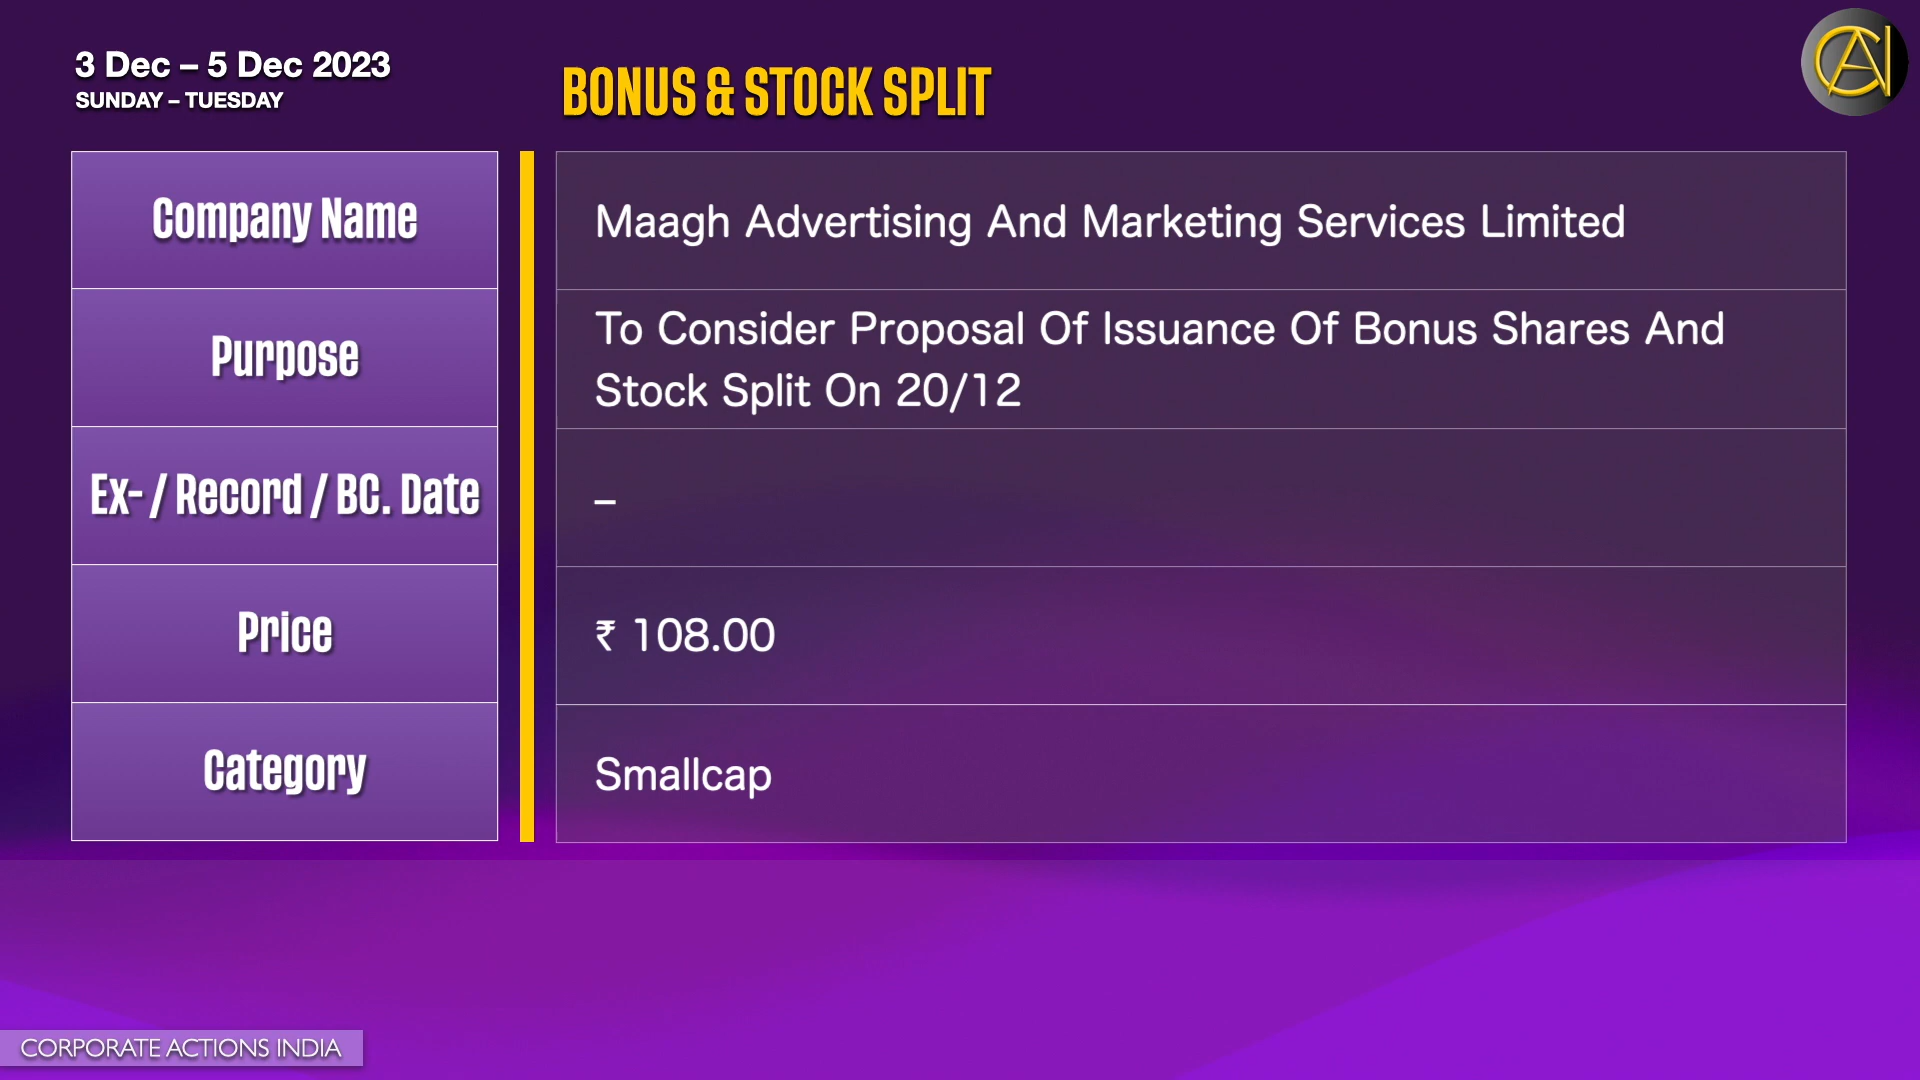 3 Dec – 5 Dec 2023
SUNDAY – TUESDAY
BONUS & STOCK SPLIT
CAI
Company Name
Maagh Advertising And Marketing Services Limited
Purpose
To Consider Proposal Of Issuance Of Bonus Shares And
Stock Split On 20/12
Ex- / Record / BC. Date
–
Price
₹ 108.00
Category
Smallcap
CORPORATE ACTIONS INDIA